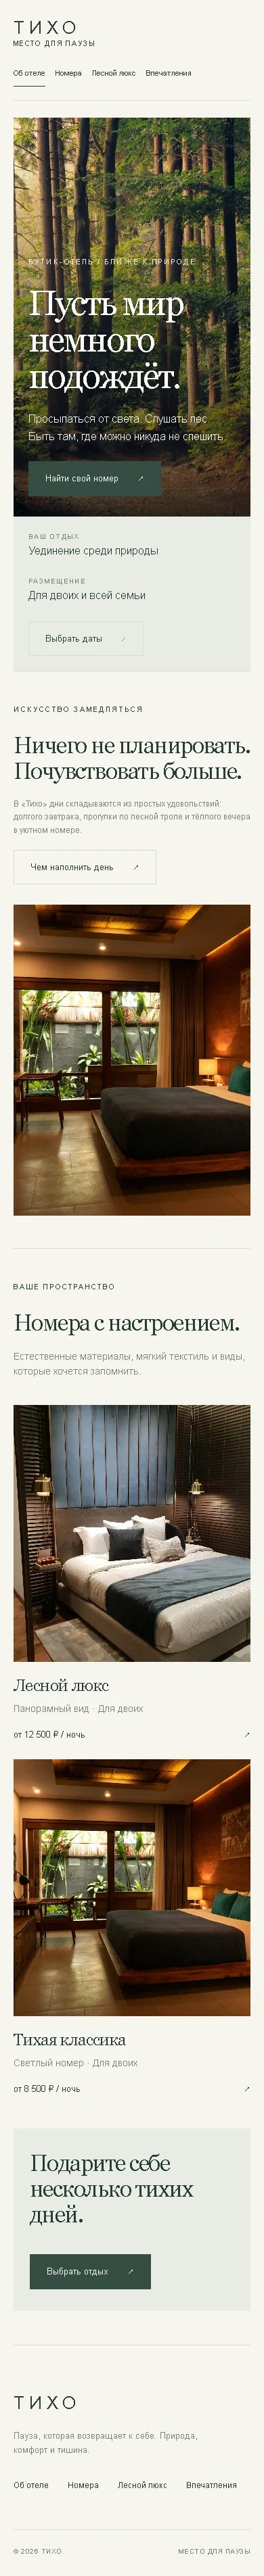 ТИХО
МЕСТО ДЛЯ ПАУЗЫ
Об отеле Номера Лесной люкс Впечатления
БУТИК-ОТЕЛЬ / БЛИЖЕ К ПРИРОДЕ
Пусть мир
немного
подождёт.
Просыпаться от света. Слушать лес.
Быть там, где можно никуда не спешить.
Найти свой номер ↗
ВАШ ОТДЫХ
Уединение среди природы
РАЗМЕЩЕНИЕ
Для двоих и всей семьи
Выбрать даты ↗
ИСКУССТВО ЗАМЕДЛЯТЬСЯ
Ничего не планировать.
Почувствовать больше.
В «Тихо» дни складываются из простых удовольствий:
долгого завтрака, прогулки по лесной тропе и тёплого вечера
в уютном номере.
Чем наполнить день ↗
ВАШЕ ПРОСТРАНСТВО
Номера с настроением.
Естественные материалы, мягкий текстиль и виды,
которые хочется запомнить.
Лесной люкс
Панорамный вид · Для двоих
от 12 500 ₽ / ночь ↗
Тихая классика
Светлый номер · Для двоих
от 8 500 ₽ / ночь ↗
Подарите себе
несколько тихих
дней.
Выбрать отдых ↗
ТИХО
Пауза, которая возвращает к себе. Природа,
комфорт и тишина.
Об отеле Номера Лесной люкс Впечатления
© 2026 ТИХО МЕСТО ДЛЯ ПАУЗЫ